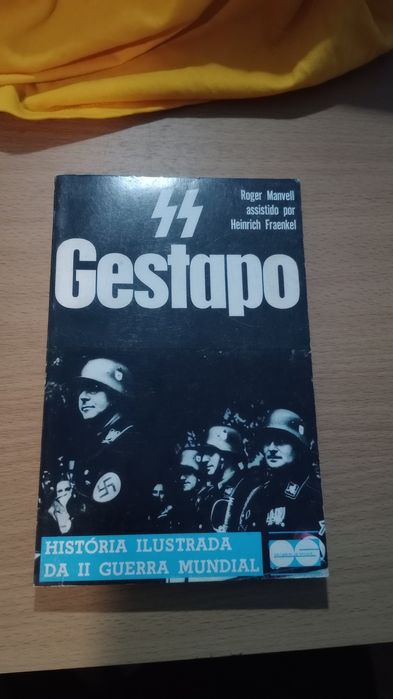 SS
Roger Manvell
assistido por
Heinrich Fraenkel
Gestapo
HISTÓRIA ILUSTRADA
DA II GUERRA MUNDIAL